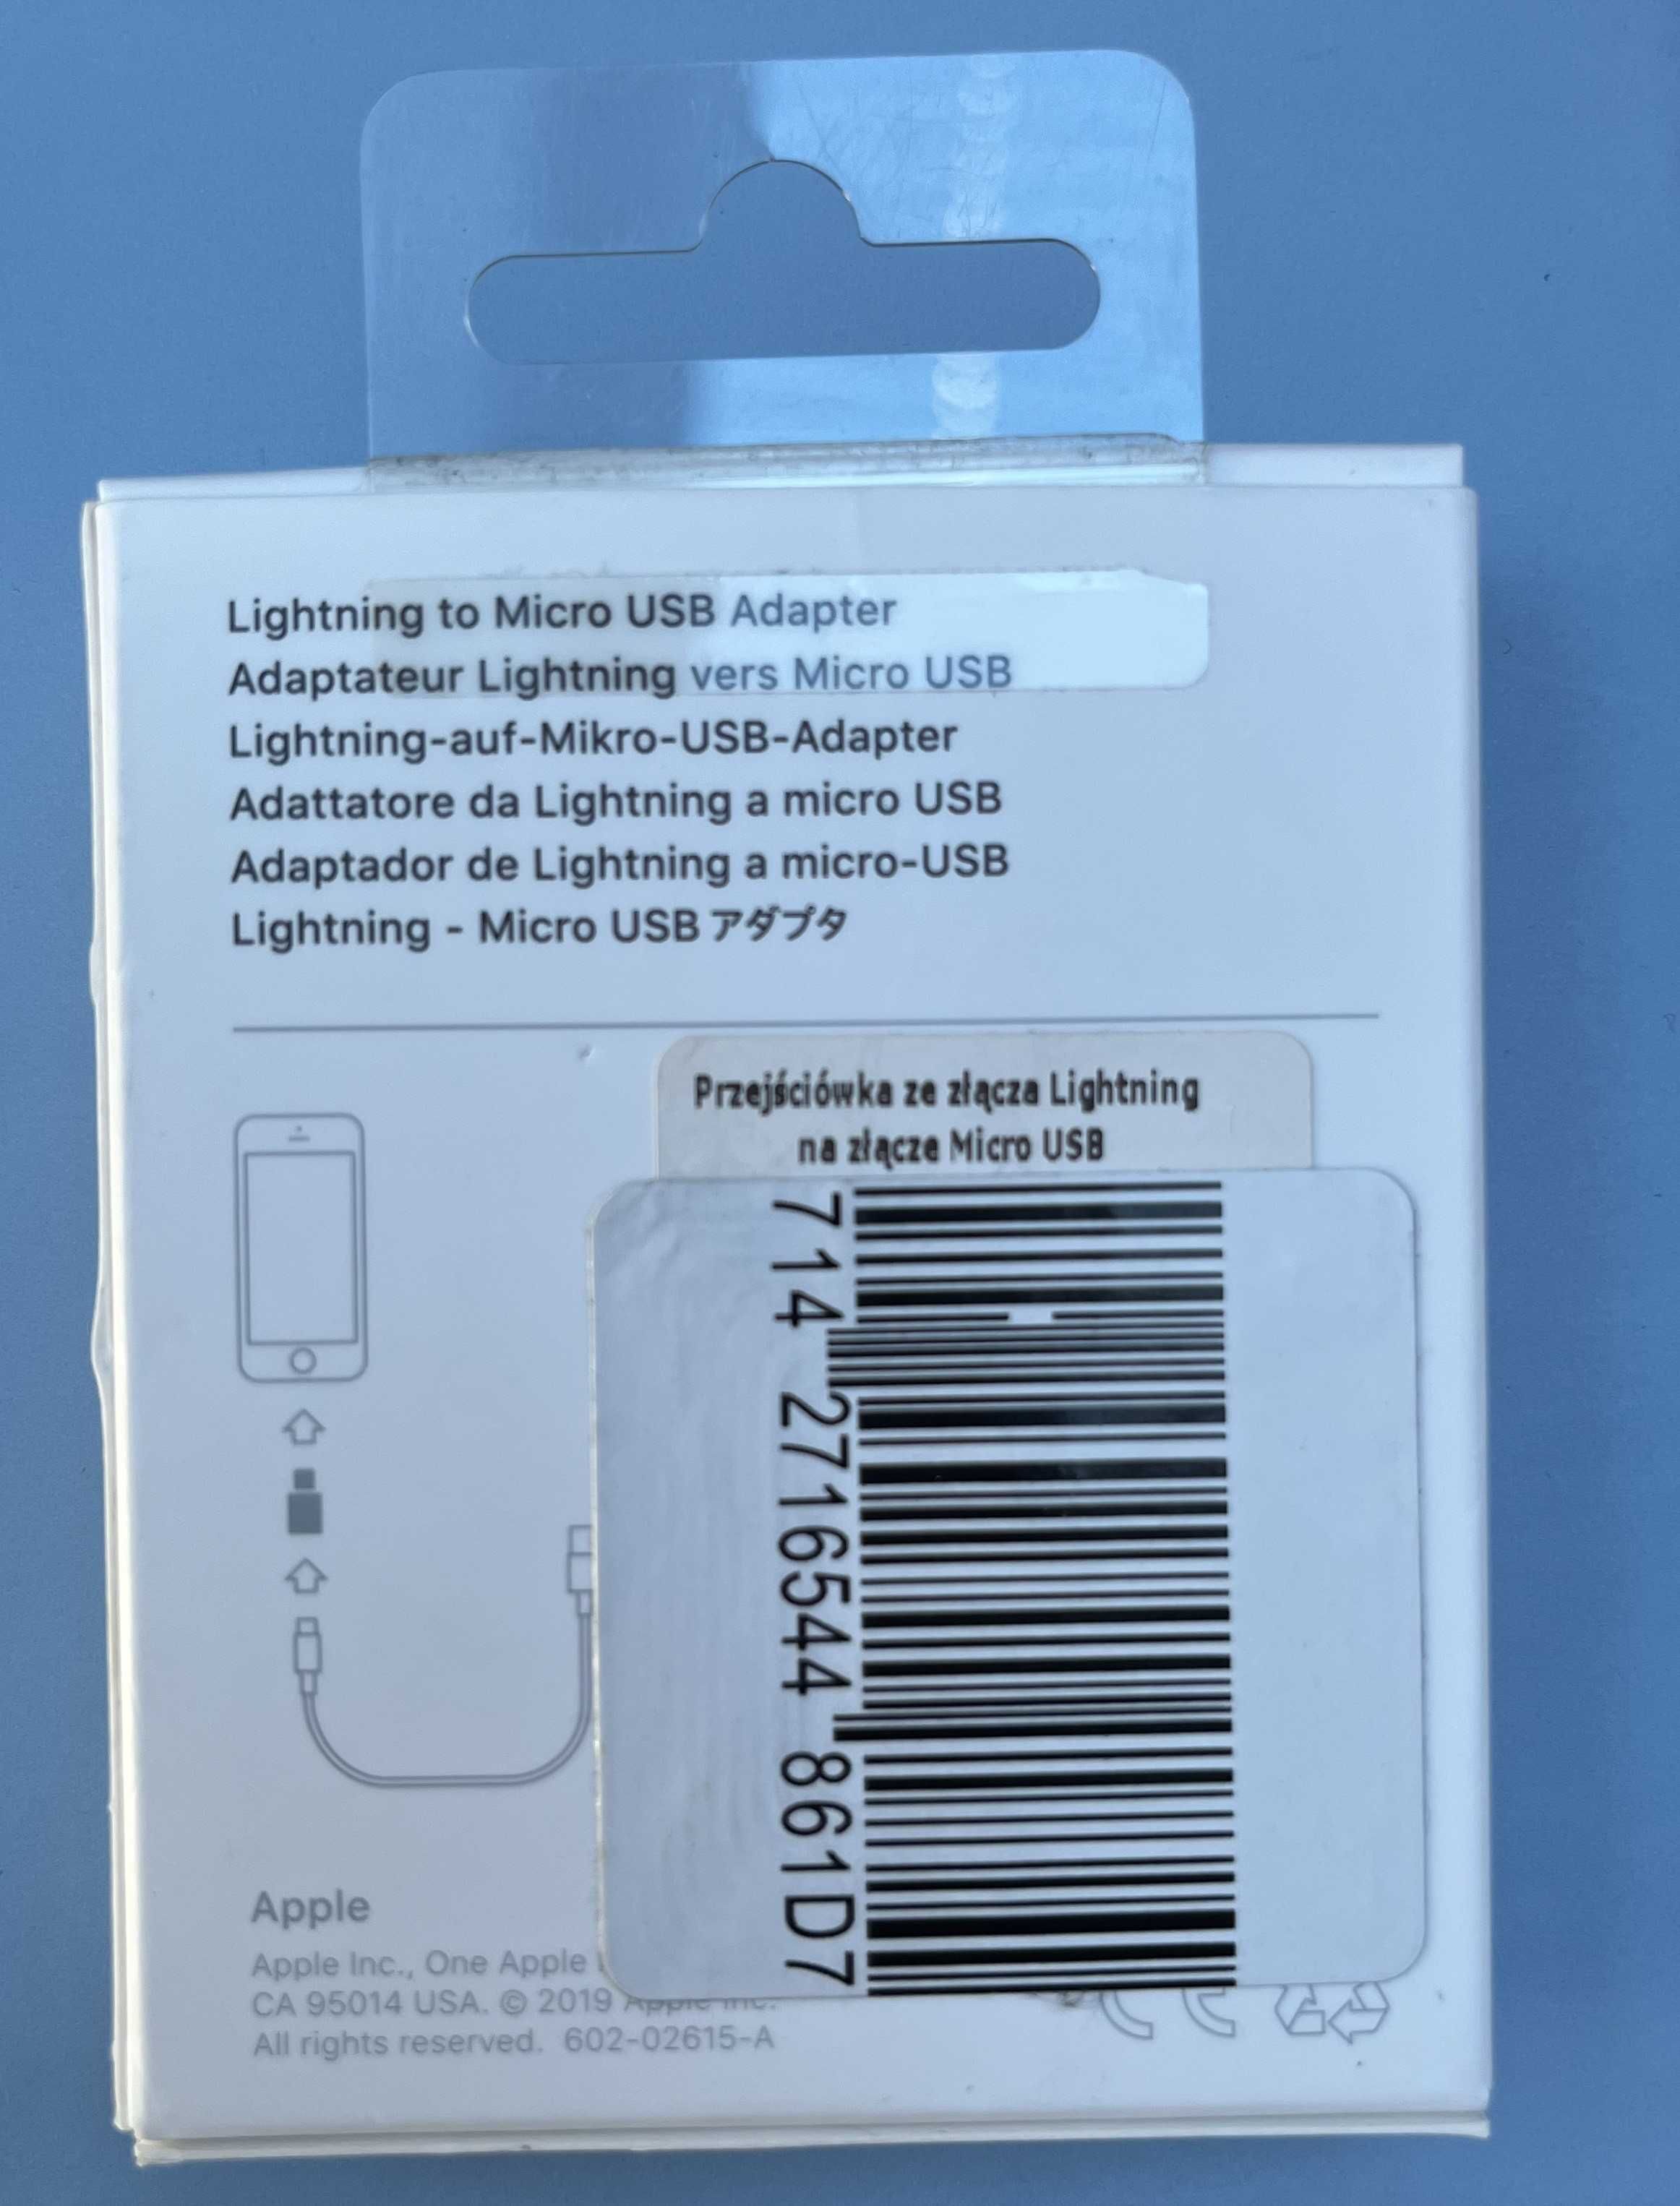 Lightning to Micro USB Adapter
Adaptateur Lightning vers Micro USB
Lightning-auf-Mikro-USB-Adapter
Adattatore da Lightning a micro USB
Adaptador de Lightning a micro-USB
Lightning - Micro USB アダプタ
Przejściówka ze złącza Lightning
na złącze Micro USB
714 2716544 861D7
Apple
Apple Inc., One Apple
CA 95014 USA. © 2019 Apple Inc.
All rights reserved. 602-02615-A